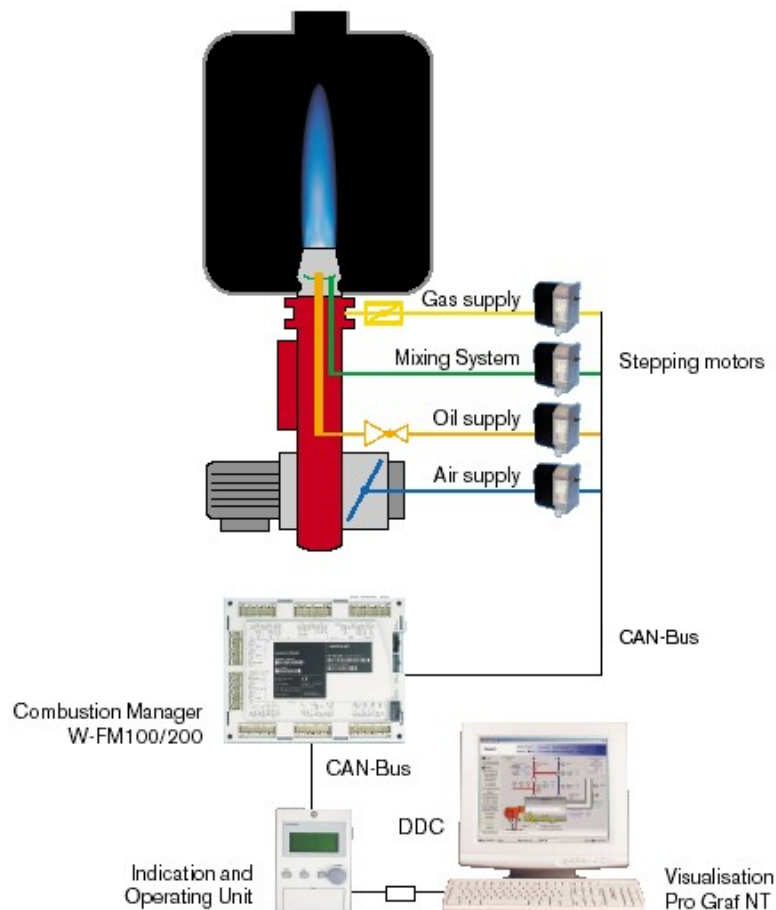 Gas supply
Mixing System
Stepping motors
Oil supply
Air supply
CAN-Bus
Combustion Manager
W-FM100/200
CAN-Bus
DDC
Indication and
Operating Unit
Visualisation
Pro Graf NT